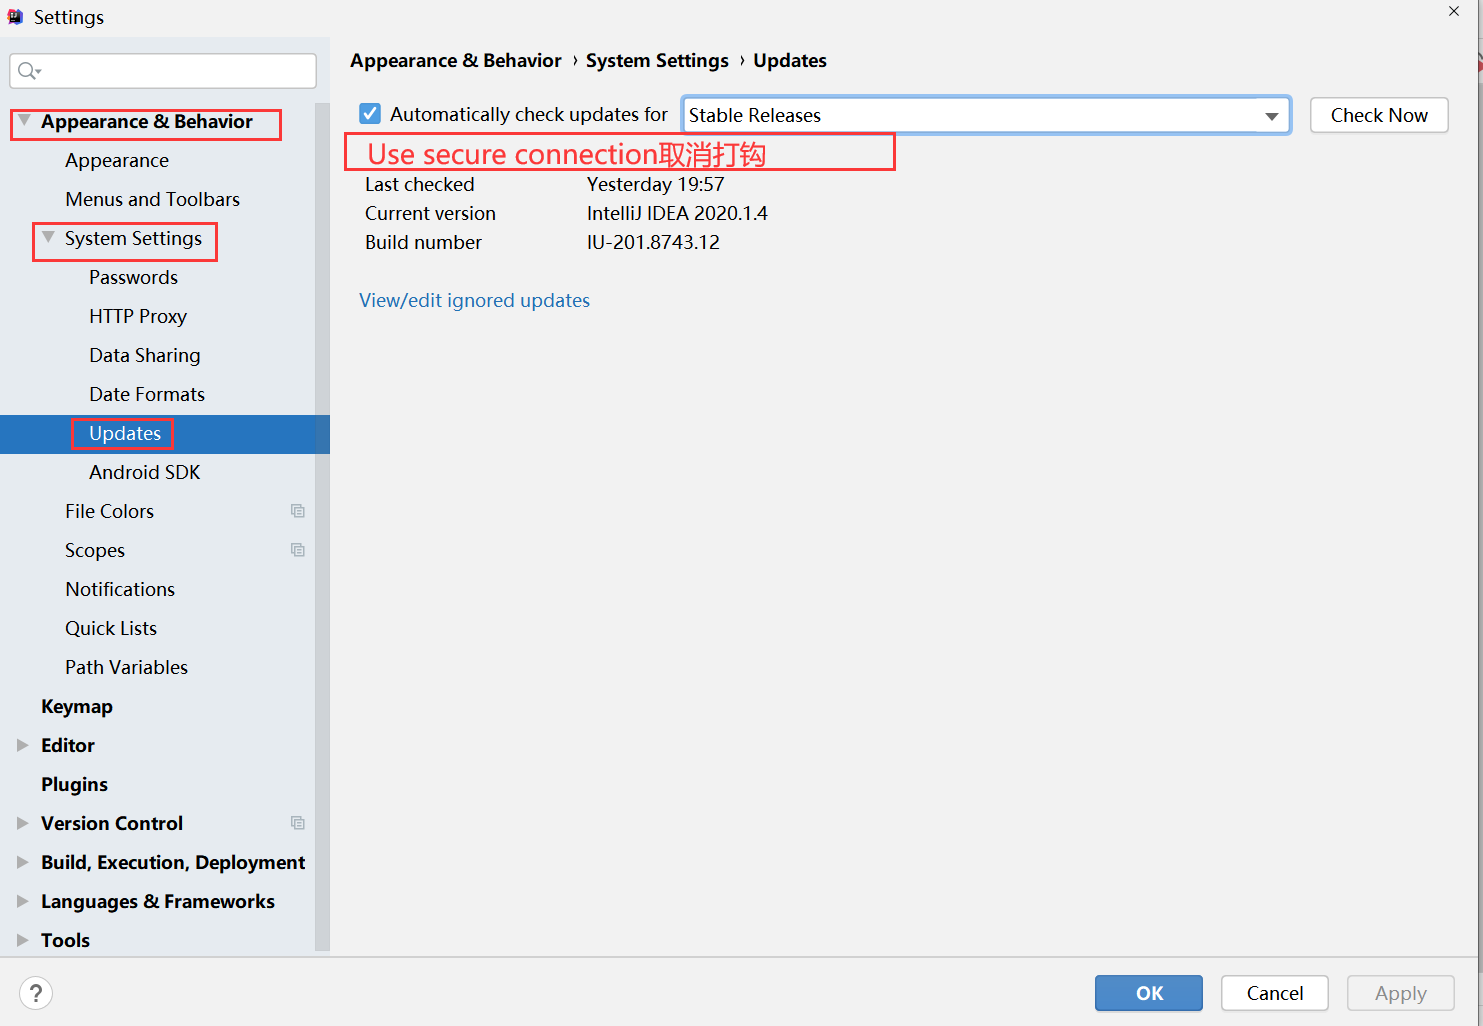 Settings
Appearance & Behavior
Appearance
Menus and Toolbars
System Settings
Passwords
HTTP Proxy
Data Sharing
Date Formats
Updates
Android SDK
File Colors
Scopes
Notifications
Quick Lists
Path Variables
Keymap
Editor
Plugins
Version Control
Build, Execution, Deployment
Languages & Frameworks
Tools
Appearance & Behavior › System Settings › Updates
Automatically check updates for Stable Releases Check Now
Use secure connection取消打钩
Last checked Yesterday 19:57
Current version IntelliJ IDEA 2020.1.4
Build number IU-201.8743.12
View/edit ignored updates
? OK Cancel Apply